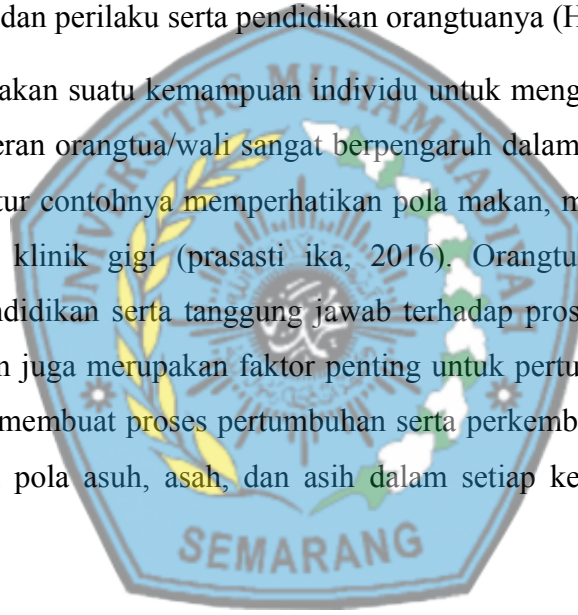 dan perilaku serta pendidikan orangtuanya (H
akan suatu kemampuan individu untuk meng
eran orangtua/wali sangat berpengaruh dalam
tur contohnya memperhatikan pola makan, m
klinik gigi (prasasti ika, 2016). Orangtu
ndidikan serta tanggung jawab terhadap pros
n juga merupakan faktor penting untuk pertu
membuat proses pertumbuhan serta perkemb
pola asuh, asah, dan asih dalam setiap ke
UNIVERSITAS MUHAMMADIYAH
SEMARANG